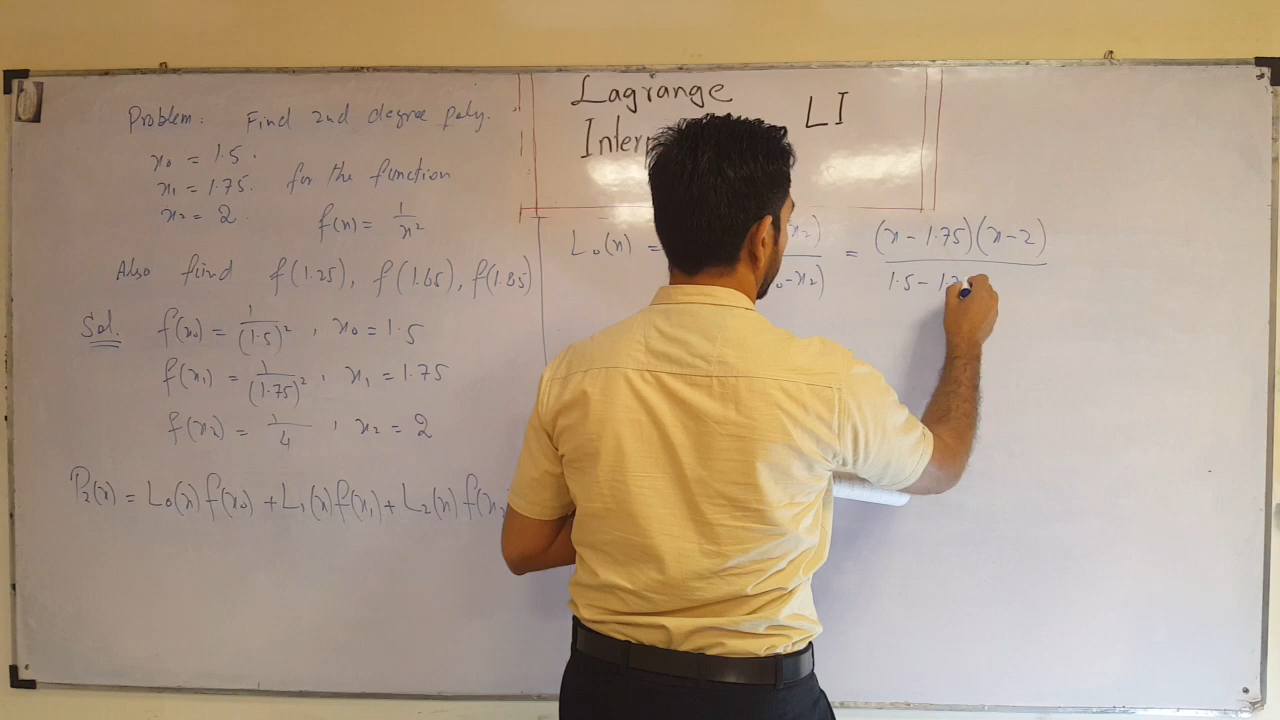 Problem: Find 2nd degree poly.
x0 = 1.5.
x1 = 1.75. for the function
x2 = 2. f(x) = 1/x²
Also find f(1.25), f(1.65), f(1.85)
Sol. f(x0) = 1/(1.5)², x0 = 1.5
f(x1) = 1/(1.75)², x1 = 1.75
f(x2) = 1/4, x2 = 2
P2(x) = L0(x)f(x0) + L1(x)f(x1) + L2(x)f(x2
Lagrange
LI
L0(x) =
= (x-1.75)(x-2)
1.5-1.7